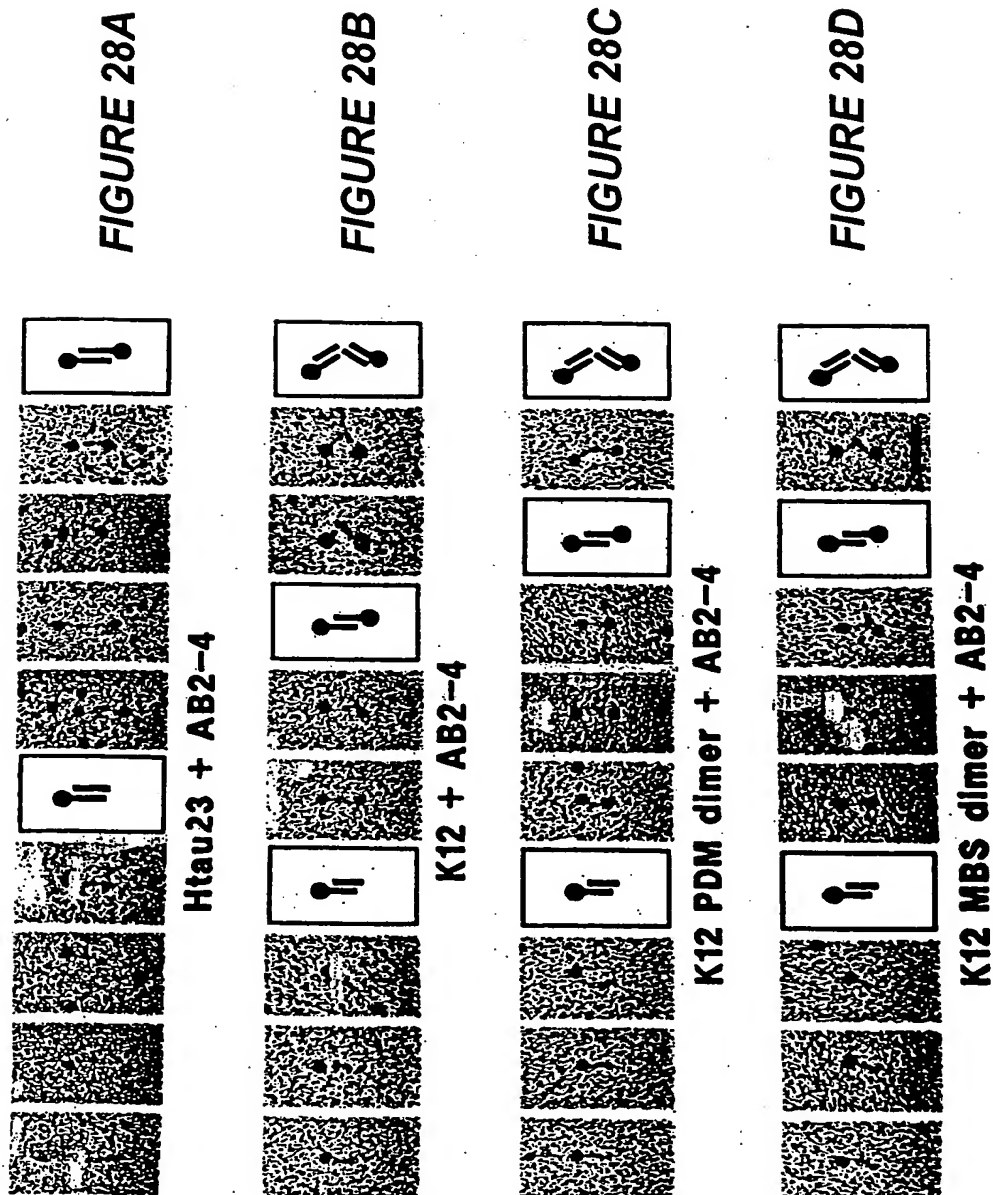 FIGURE 28A
Htau23 + AB2-4
FIGURE 28B
K12 + AB2-4
FIGURE 28C
K12 PDM dimer + AB2-4
FIGURE 28D
K12 MBS dimer + AB2-4